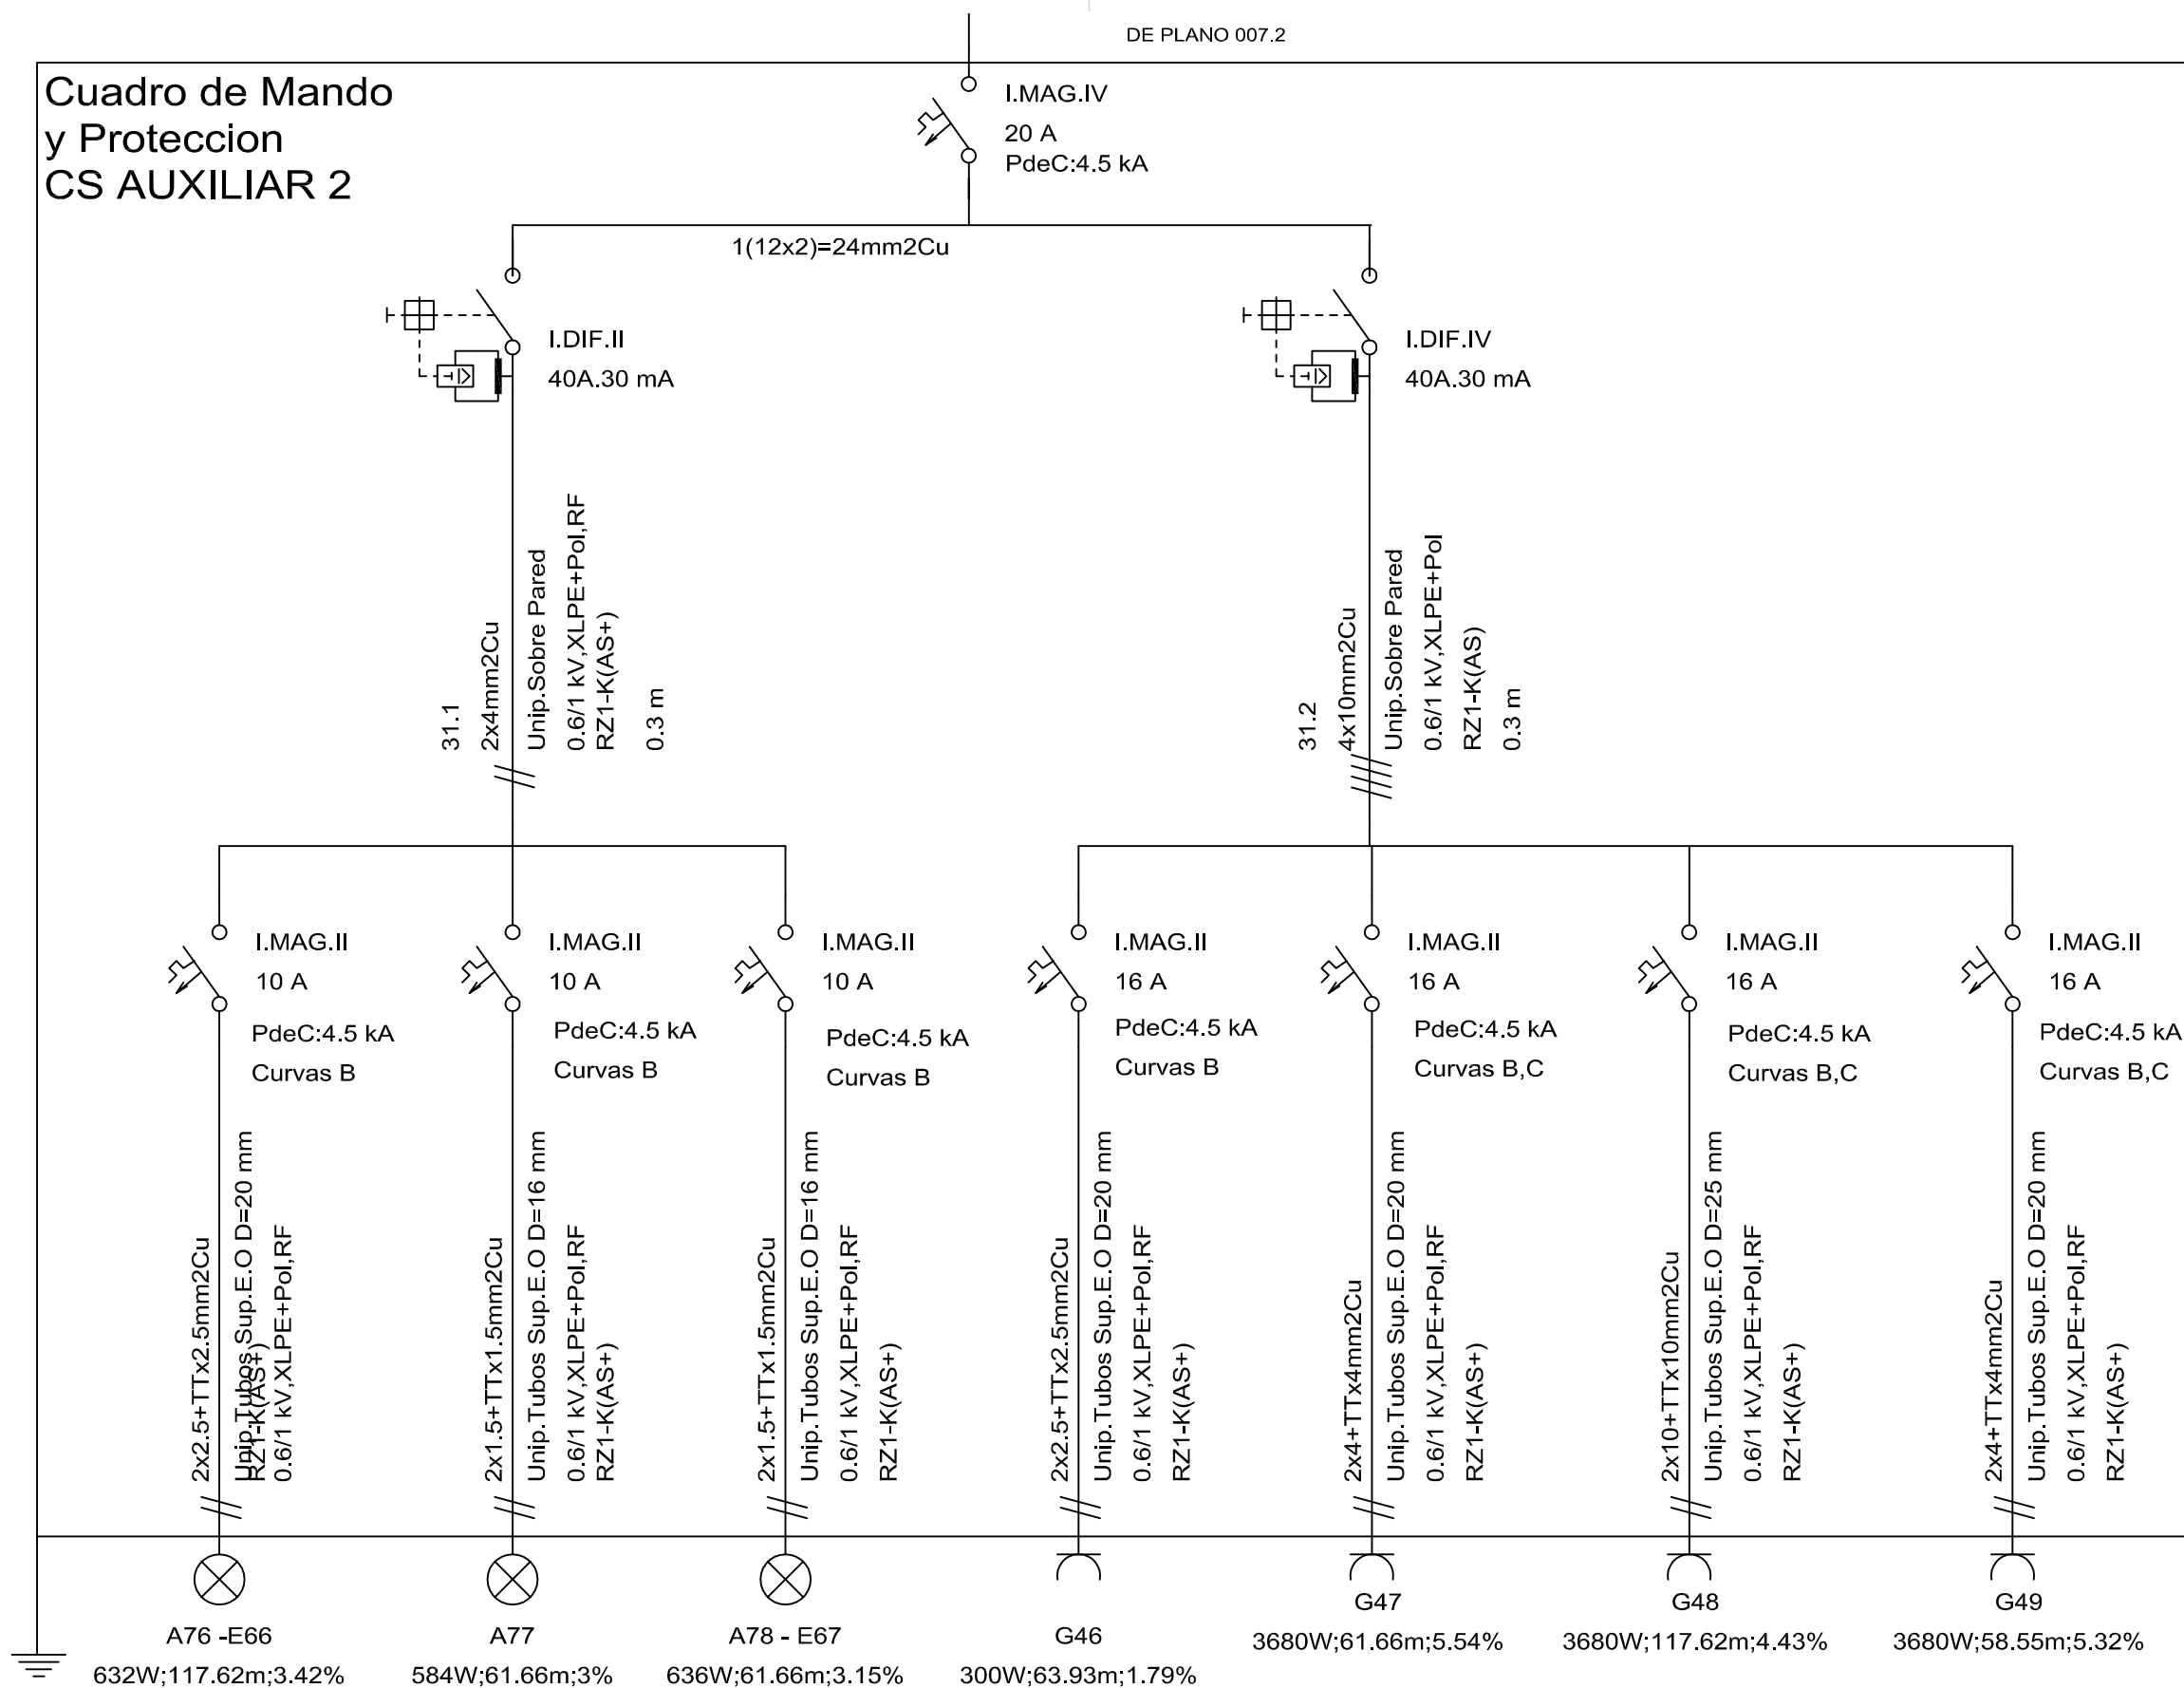 DE PLANO 007.2
Cuadro de Mando
y Proteccion
CS AUXILIAR 2
I.MAG.IV
20 A
PdeC:4.5 kA
1(12x2)=24mm2Cu
I.DIF.II
40A.30 mA
I.DIF.IV
40A.30 mA
31.1
2x4mm2Cu
Unip.Sobre Pared
0.6/1 kV,XLPE+Pol,RF
RZ1-K(AS+)
0.3 m
31.2
4x10mm2Cu
Unip.Sobre Pared
0.6/1 kV,XLPE+Pol
RZ1-K(AS)
0.3 m
I.MAG.II
10 A
PdeC:4.5 kA
Curvas B
I.MAG.II
10 A
PdeC:4.5 kA
Curvas B
I.MAG.II
10 A
PdeC:4.5 kA
Curvas B
I.MAG.II
16 A
PdeC:4.5 kA
Curvas B
I.MAG.II
16 A
PdeC:4.5 kA
Curvas B,C
I.MAG.II
16 A
PdeC:4.5 kA
Curvas B,C
I.MAG.II
16 A
PdeC:4.5 kA
Curvas B,C
2x2.5+TTx2.5mm2Cu
Unip.Tubos Sup.E.O D=20 mm
RZ1-K(AS+)
0.6/1 kV,XLPE+Pol,RF
2x1.5+TTx1.5mm2Cu
Unip.Tubos Sup.E.O D=16 mm
0.6/1 kV,XLPE+Pol,RF
RZ1-K(AS+)
2x1.5+TTx1.5mm2Cu
Unip.Tubos Sup.E.O D=16 mm
0.6/1 kV,XLPE+Pol,RF
RZ1-K(AS+)
2x2.5+TTx2.5mm2Cu
Unip.Tubos Sup.E.O D=20 mm
0.6/1 kV,XLPE+Pol,RF
RZ1-K(AS+)
2x4+TTx4mm2Cu
Unip.Tubos Sup.E.O D=20 mm
0.6/1 kV,XLPE+Pol,RF
RZ1-K(AS+)
2x10+TTx10mm2Cu
Unip.Tubos Sup.E.O D=25 mm
0.6/1 kV,XLPE+Pol,RF
RZ1-K(AS+)
2x4+TTx4mm2Cu
Unip.Tubos Sup.E.O D=20 mm
0.6/1 kV,XLPE+Pol,RF
RZ1-K(AS+)
A76 -E66
632W;117.62m;3.42%
A77
584W;61.66m;3%
A78 - E67
636W;61.66m;3.15%
G46
300W;63.93m;1.79%
G47
3680W;61.66m;5.54%
G48
3680W;117.62m;4.43%
G49
3680W;58.55m;5.32%